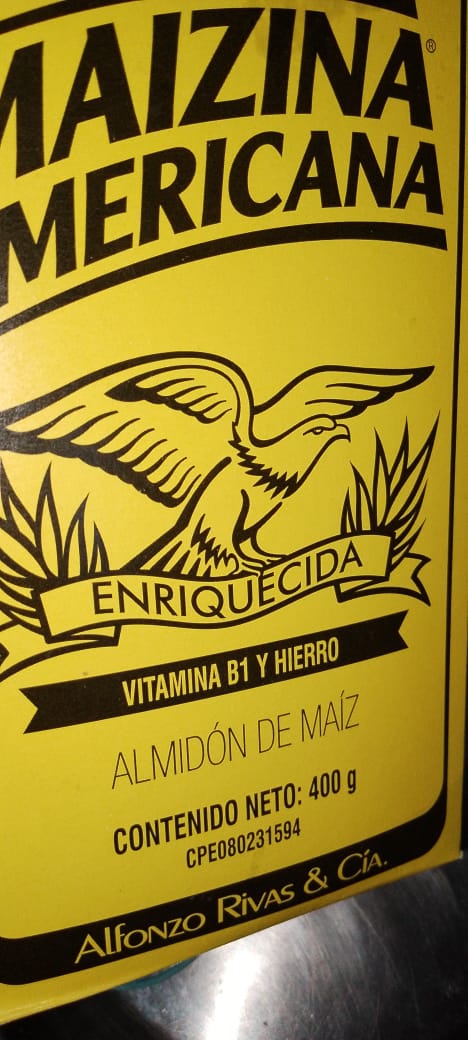 MAIZINA®
MERICANA
ENRIQUECIDA
VITAMINA B1 Y HIERRO
ALMIDÓN DE MAÍZ
CONTENIDO NETO: 400 g
CPE080231594
Alfonzo Rivas & Cía.